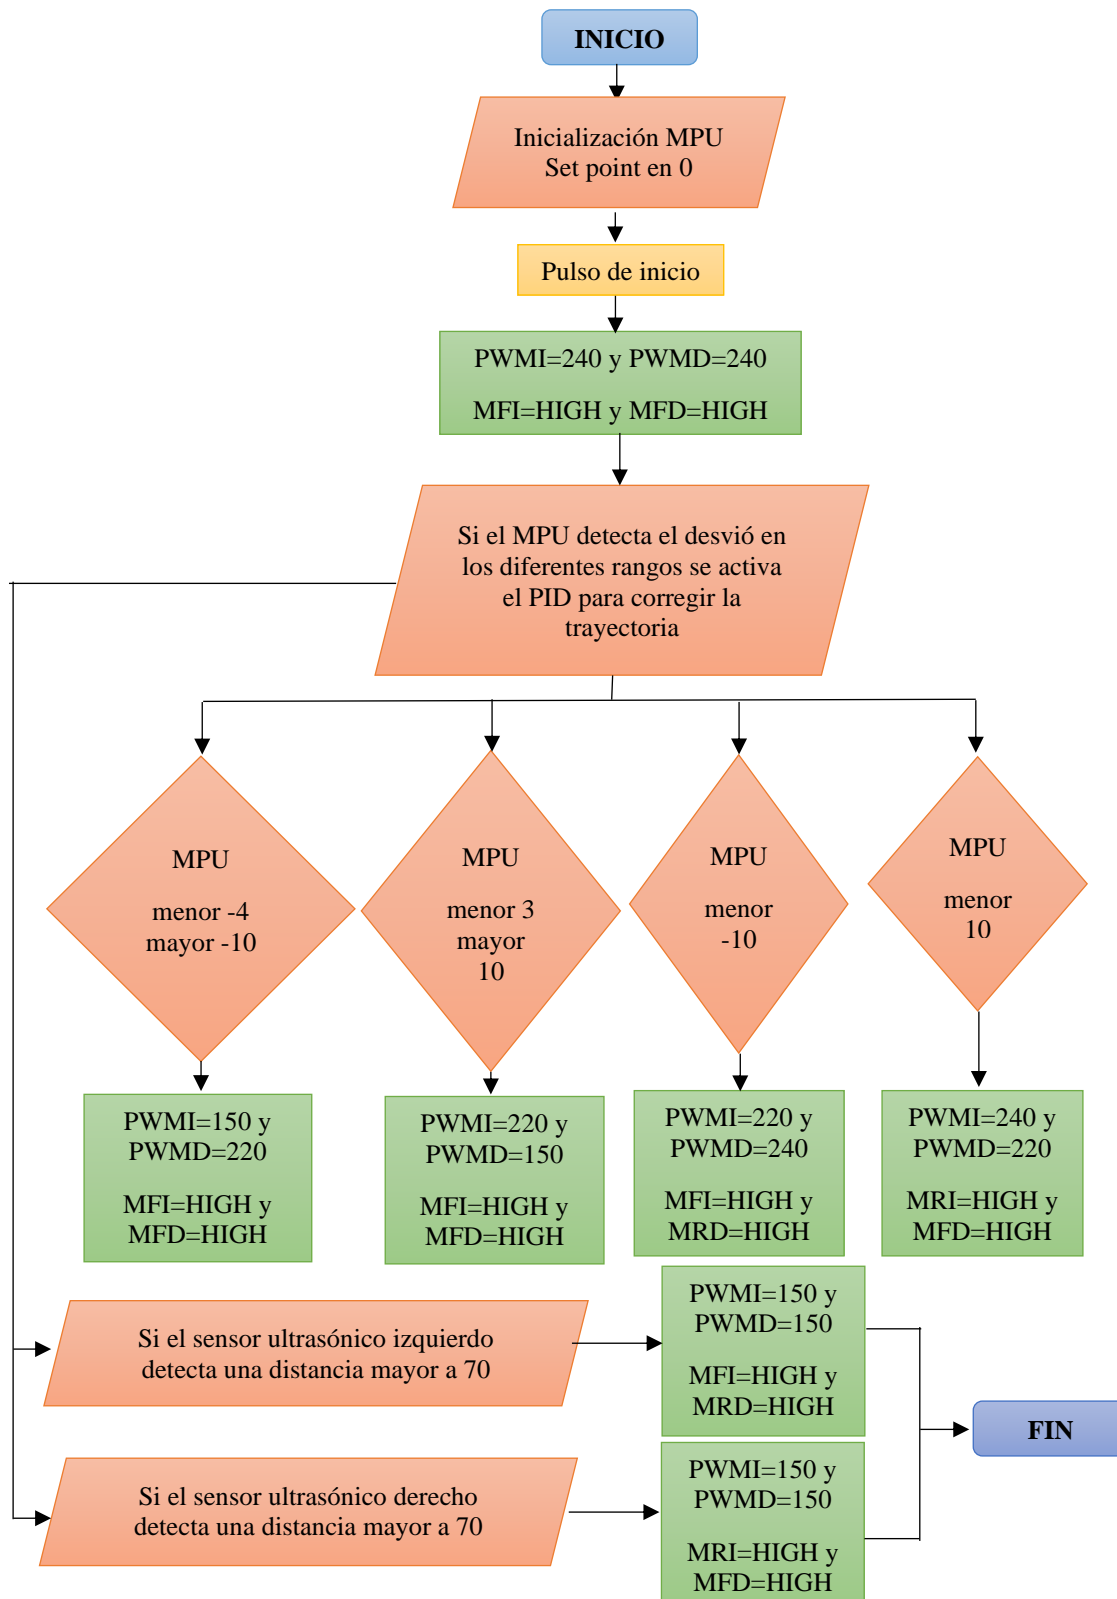 INICIO
Inicialización MPU
Set point en 0
Pulso de inicio
PWMI=240 y PWMD=240
MFI=HIGH y MFD=HIGH
Si el MPU detecta el desvió en
los diferentes rangos se activa
el PID para corregir la
trayectoria
MPU
menor -4
mayor -10
MPU
menor 3
mayor
10
MPU
menor
-10
MPU
menor
10
PWMI=150 y
PWMD=220
MFI=HIGH y
MFD=HIGH
PWMI=220 y
PWMD=150
MFI=HIGH y
MFD=HIGH
PWMI=220 y
PWMD=240
MFI=HIGH y
MRD=HIGH
PWMI=240 y
PWMD=220
MRI=HIGH y
MFD=HIGH
Si el sensor ultrasónico izquierdo
detecta una distancia mayor a 70
PWMI=150 y
PWMD=150
MFI=HIGH y
MRD=HIGH
FIN
Si el sensor ultrasónico derecho
detecta una distancia mayor a 70
PWMI=150 y
PWMD=150
MRI=HIGH y
MFD=HIGH